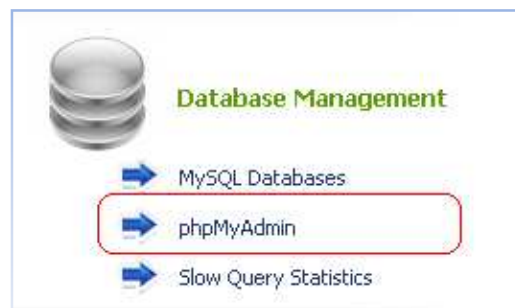 Database Management
MySQL Databases
phpMyAdmin
Slow Query Statistics